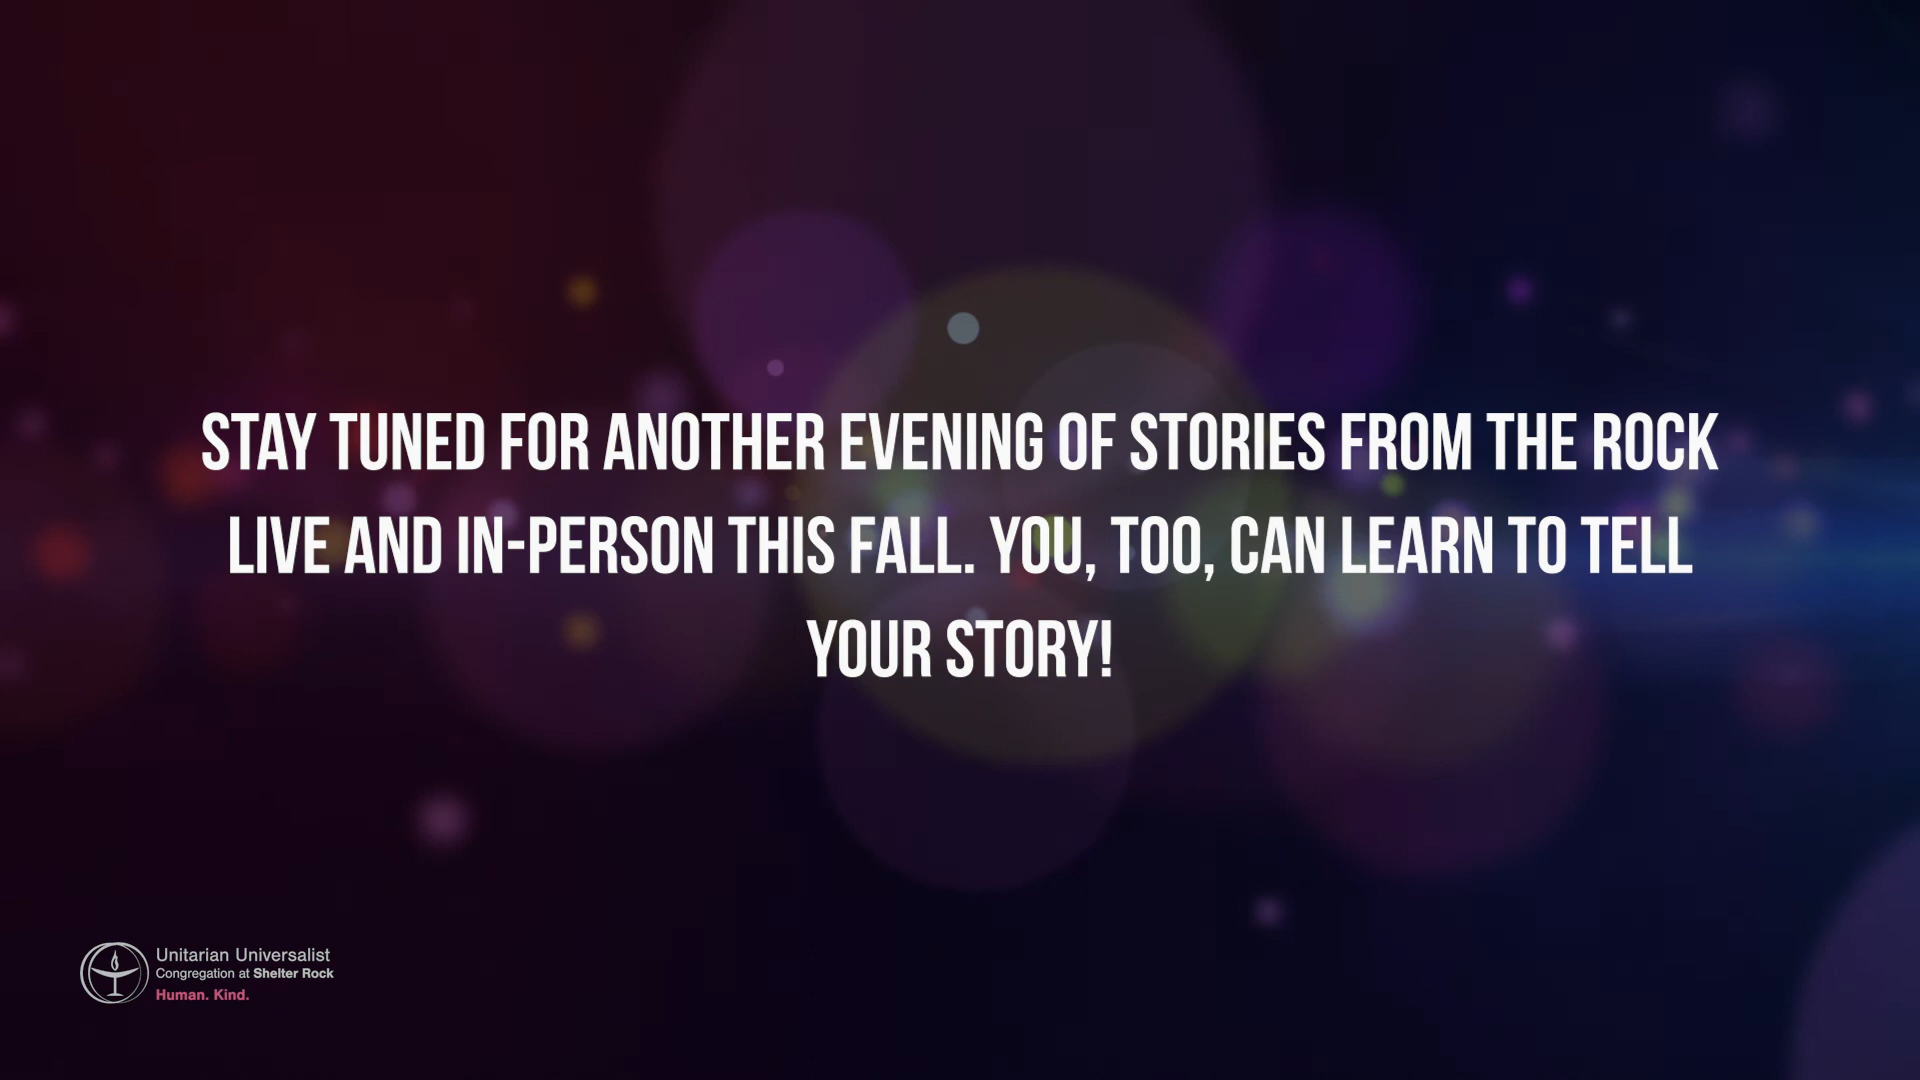 STAY TUNED FOR ANOTHER EVENING OF STORIES FROM THE ROCK
LIVE AND IN-PERSON THIS FALL. YOU, TOO, CAN LEARN TO TELL
YOUR STORY!
Unitarian Universalist
Congregation at Shelter Rock
Human. Kind.